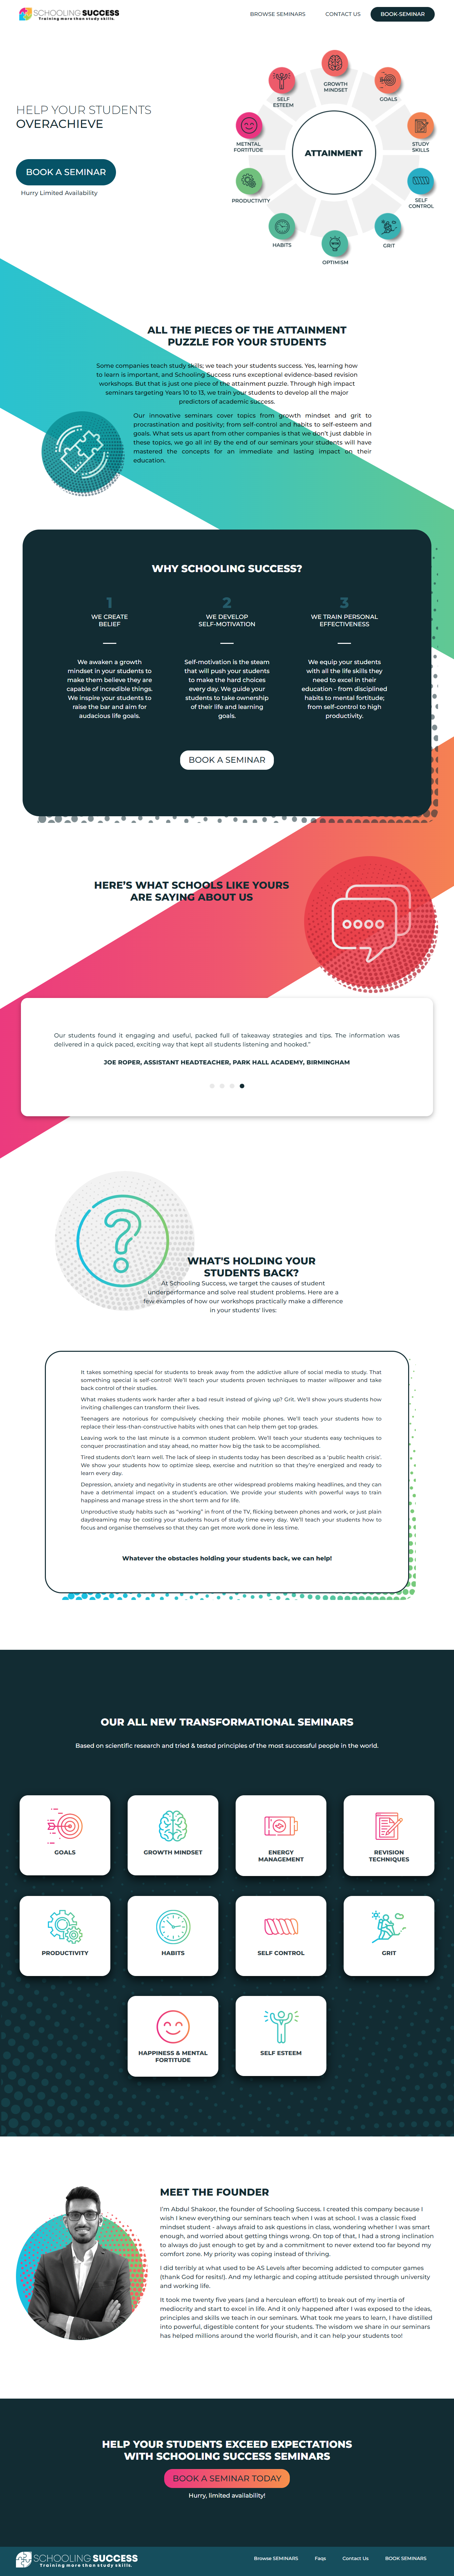 SCHOOLING SUCCESS
Training more than study skills
BROWSE SEMINARS
CONTACT US
BOOK-SEMINAR
HELP YOUR STUDENTS
OVERACHIEVE
BOOK A SEMINAR
Hurry Limited Availability
GROWTH
MINDSET
SELF
ESTEEM
GOALS
METNTAL
FORTITUDE
STUDY
SKILLS
ATTAINMENT
PRODUCTIVITY
SELF
CONTROL
HABITS
GRIT
OPTIMISM
ALL THE PIECES OF THE ATTAINMENT
PUZZLE FOR YOUR STUDENTS
Some companies teach study skills; we teach your students success. Yes, learning how
to learn is important, and Schooling Success runs exceptional evidence-based revision
workshops. But that is just one piece of the attainment puzzle. Through high impact
seminars targeting Years 10 to 13, we train your students to develop all the major
predictors of academic success.
Our innovative seminars cover topics from growth mindset and grit to
procrastination and positivity; from self-control and habits to self-esteem and
goals. What sets us apart from other companies is that we don't just dabble in
these topics, we go all in! By the end of our seminars your students will have
mastered the concepts for an immediate and lasting impact on their
education.
WHY SCHOOLING SUCCESS?
1
WE CREATE
BELIEF
We awaken a growth
mindset in your students to
make them believe they are
capable of incredible things.
We inspire your students to
raise the bar and aim for
audacious life goals.
2
WE DEVELOP
SELF-MOTIVATION
Self-motivation is the steam
that will push your students
to make the hard choices
every day. We guide your
students to take ownership
of their life and learning
goals.
3
WE TRAIN PERSONAL
EFFECTIVENESS
We equip your students
with all the life skills they
need to excel in their
education - from disciplined
habits to mental fortitude;
from self-control to high
productivity.
BOOK A SEMINAR
HERE'S WHAT SCHOOLS LIKE YOURS
ARE SAYING ABOUT US
Our students found it engaging and useful, packed full of takeaway strategies and tips. The information was
delivered in a quick paced, exciting way that kept all students listening and hooked."
JOE ROPER, ASSISTANT HEADTEACHER, PARK HALL ACADEMY, BIRMINGHAM
WHAT'S HOLDING YOUR
STUDENTS BACK?
At Schooling Success, we target the causes of student
underperformance and solve real student problems. Here are a
few examples of how our workshops practically make a difference
in your students' lives:
It takes something special for students to break away from the addictive allure of social media to study. That
something special is self-control! We'll teach your students proven techniques to master willpower and take
back control of their studies.
What makes students work harder after a bad result instead of giving up? Grit. We'll show yours students how
inviting challenges can transform their lives.
Teenagers are notorious for compulsively checking their mobile phones. We'll teach your students how to
replace their less-than-constructive habits with ones that can help them get top grades.
Leaving work to the last minute is a common student problem. We'll teach your students easy techniques to
conquer procrastination and stay ahead, no matter how big the task to be accomplished.
Tired students don't learn well. The lack of sleep in students today has been described as a 'public health crisis'.
We show your students how to optimize sleep, exercise and nutrition so that they're energized and ready to
learn every day.
Depression, anxiety and negativity in students are other widespread problems making headlines, and they can
have a detrimental impact on a student's education. We provide your students with powerful ways to train
happiness and manage stress in the short term and for life.
Unproductive study habits such as "working" in front of the TV, flicking between phones and work, or just plain
daydreaming may be costing your students hours of study time every day. We'll teach your students how to
focus and organise themselves so that they can get more work done in less time.
Whatever the obstacles holding your students back, we can help!
OUR ALL NEW TRANSFORMATIONAL SEMINARS
Based on scientific research and tried & tested principles of the most successful people in the world.
GOALS
GROWTH MINDSET
ENERGY
MANAGEMENT
REVISION
TECHNIQUES
PRODUCTIVITY
HABITS
SELF CONTROL
GRIT
HAPPINESS & MENTAL
FORTITUDE
SELF ESTEEM
MEET THE FOUNDER
I'm Abdul Shakoor, the founder of Schooling Success. I created this company because I
wish I knew everything our seminars teach when I was at school. I was a classic fixed
mindset student - always afraid to ask questions in class, wondering whether I was smart
enough, and worried about getting things wrong. On top of that, I had a strong inclination
to always do just enough to get by and a commitment to never extend too far beyond my
comfort zone. My priority was coping instead of thriving.
I did terribly at what used to be AS Levels after becoming addicted to computer games
(thank God for resits!). And my lethargic and coping attitude persisted through university
and working life.
It took me twenty five years (and a herculean effort!) to break out of my inertia of
mediocrity and start to excel in life. And it only happened after I was exposed to the ideas,
principles and skills we teach in our seminars. What took me years to learn, I have distilled
into powerful, digestible content for your students. The wisdom we share in our seminars
has helped millions around the world flourish, and it can help your students too!
HELP YOUR STUDENTS EXCEED EXPECTATIONS
WITH SCHOOLING SUCCESS SEMINARS
BOOK A SEMINAR TODAY
Hurry, limited availability!
SCHOOLING SUCCESS
Training more than study skills.
Browse SEMINARS
Faqs
Contact Us
BOOK SEMINARS